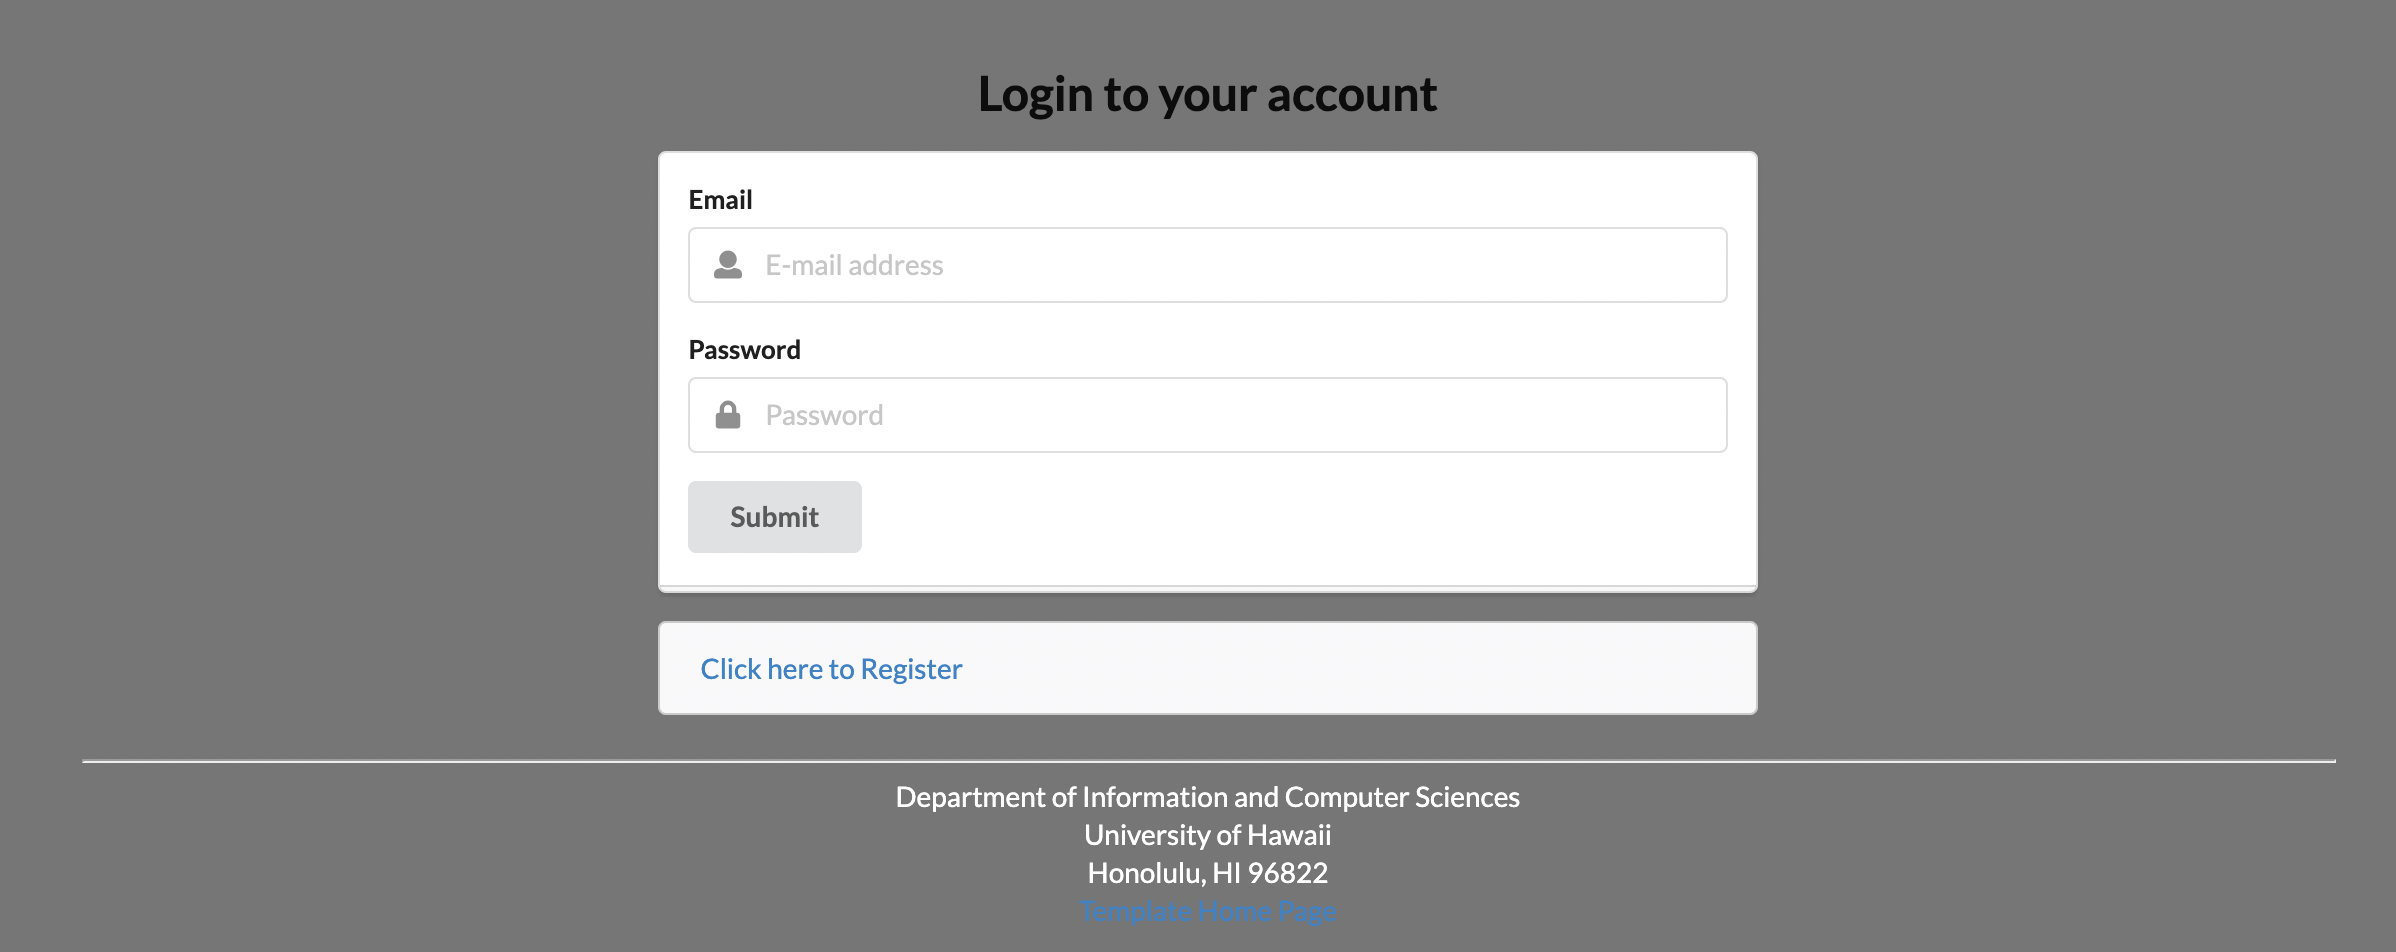 Login to your account
Email
E-mail address
Password
Password
Submit
Click here to Register
Department of Information and Computer Sciences
University of Hawaii
Honolulu, HI 96822
Template Home Page